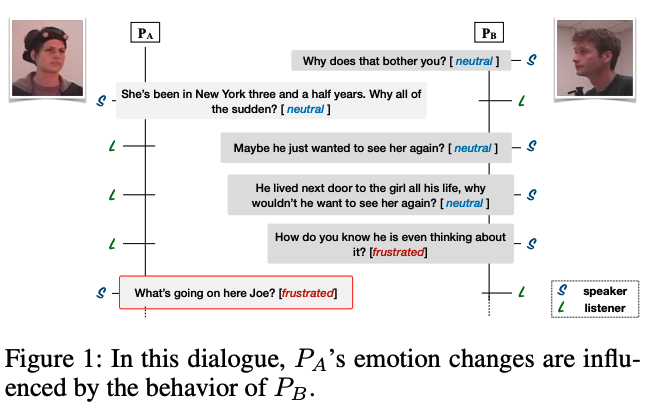 P_A
P_B
Why does that bother you? [ neutral ]
S
S
She's been in New York three and a half years. Why all of
the sudden? [ neutral ]
L
L
Maybe he just wanted to see her again? [ neutral ]
S
L
He lived next door to the girl all his life, why
wouldn't he want to see her again? [ neutral ]
S
L
How do you know he is even thinking about
it? [frustrated]
S
S
What's going on here Joe? [frustrated]
L
S speaker
L listener
Figure 1: In this dialogue, P_A's emotion changes are influ-
enced by the behavior of P_B.